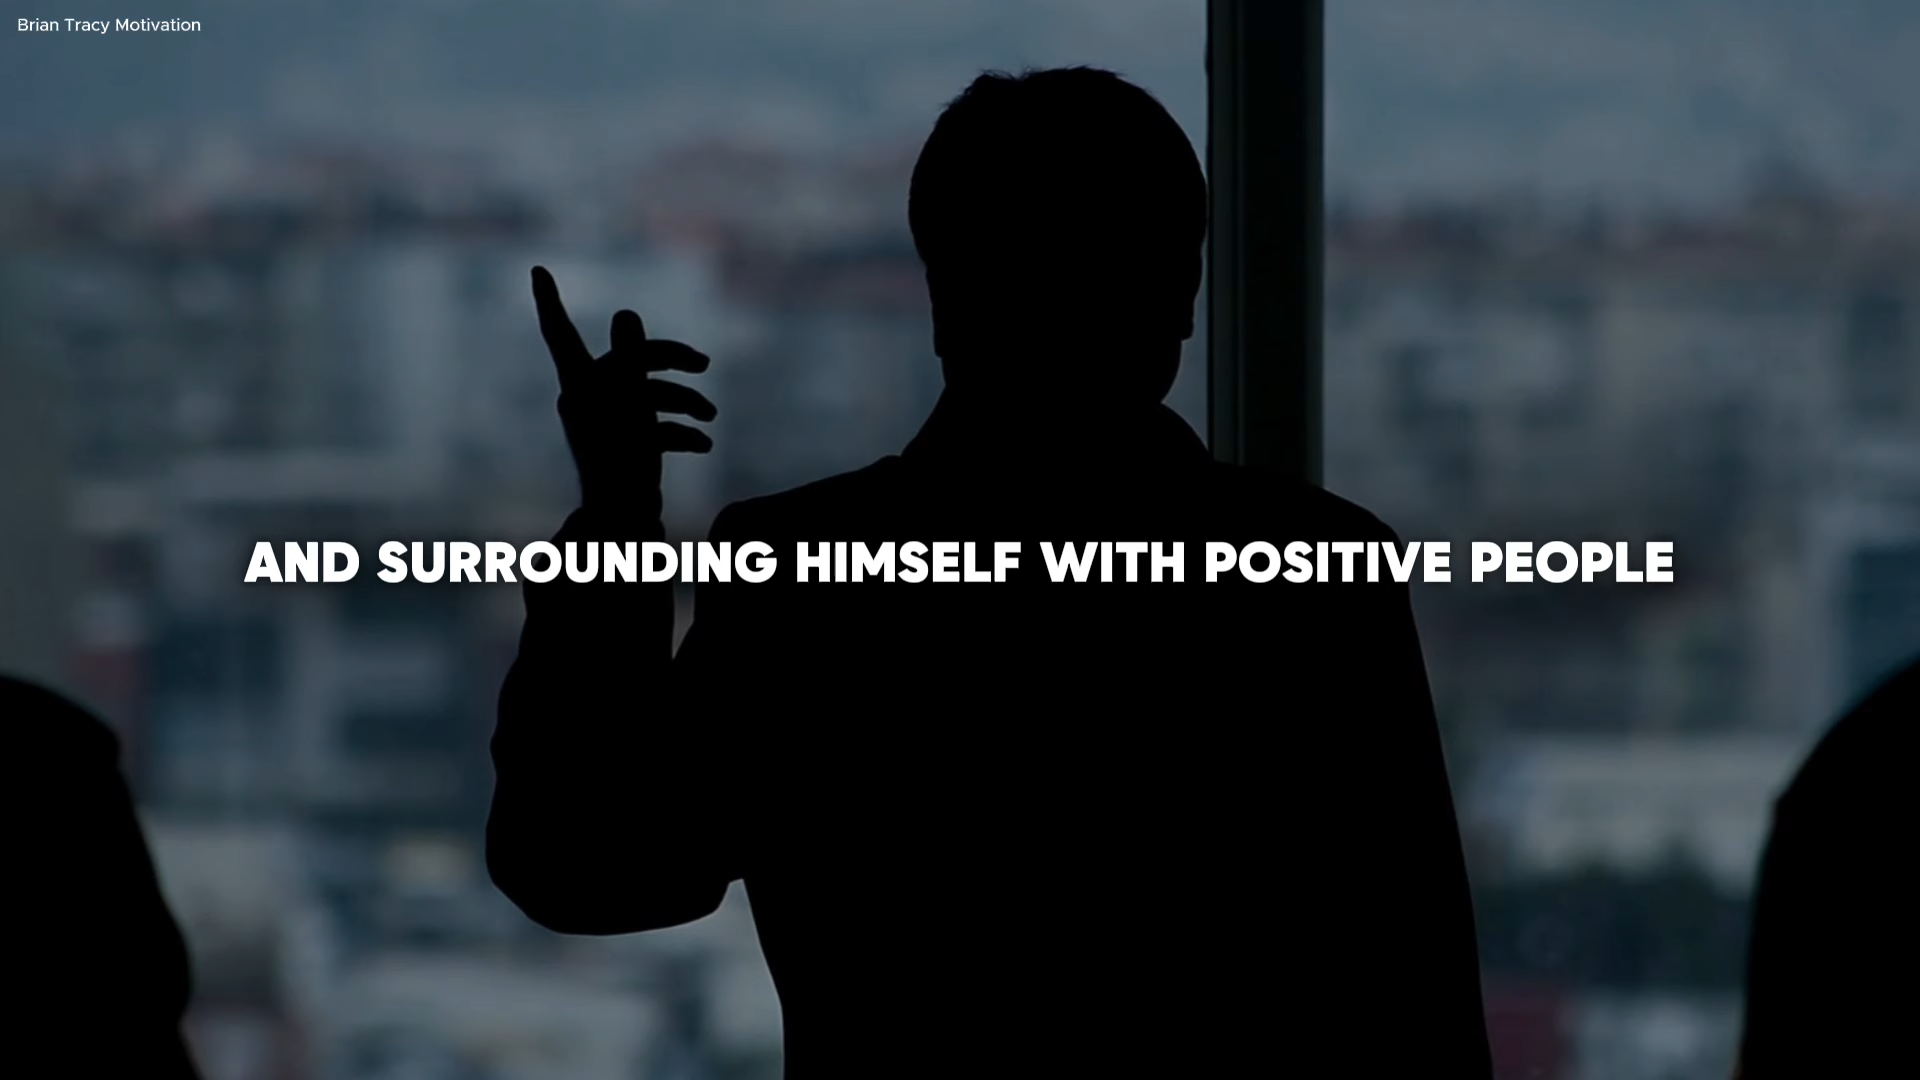 Brian Tracy Motivation
AND SURROUNDING HIMSELF WITH POSITIVE PEOPLE